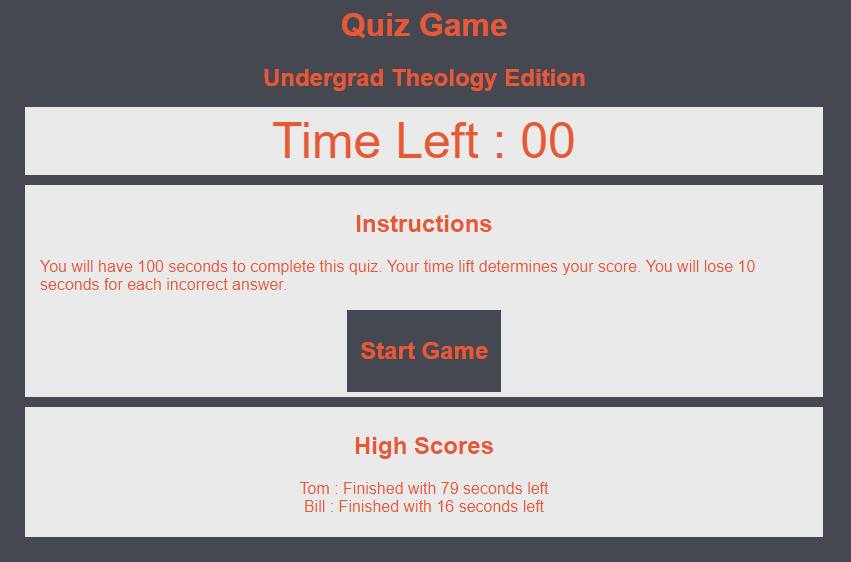 Quiz Game
Undergrad Theology Edition
Time Left : 00
Instructions
You will have 100 seconds to complete this quiz. Your time lift determines your score. You will lose 10
seconds for each incorrect answer.
Start Game
High Scores
Tom : Finished with 79 seconds left
Bill : Finished with 16 seconds left